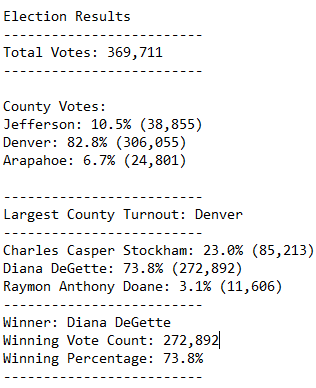 Election Results
-------------------------
Total Votes: 369,711
-------------------------
County Votes:
Jefferson: 10.5% (38,855)
Denver: 82.8% (306,055)
Arapahoe: 6.7% (24,801)
-------------------------
Largest County Turnout: Denver
-------------------------
Charles Casper Stockham: 23.0% (85,213)
Diana DeGette: 73.8% (272,892)
Raymon Anthony Doane: 3.1% (11,606)
-------------------------
Winner: Diana DeGette
Winning Vote Count: 272,892
Winning Percentage: 73.8%
-------------------------